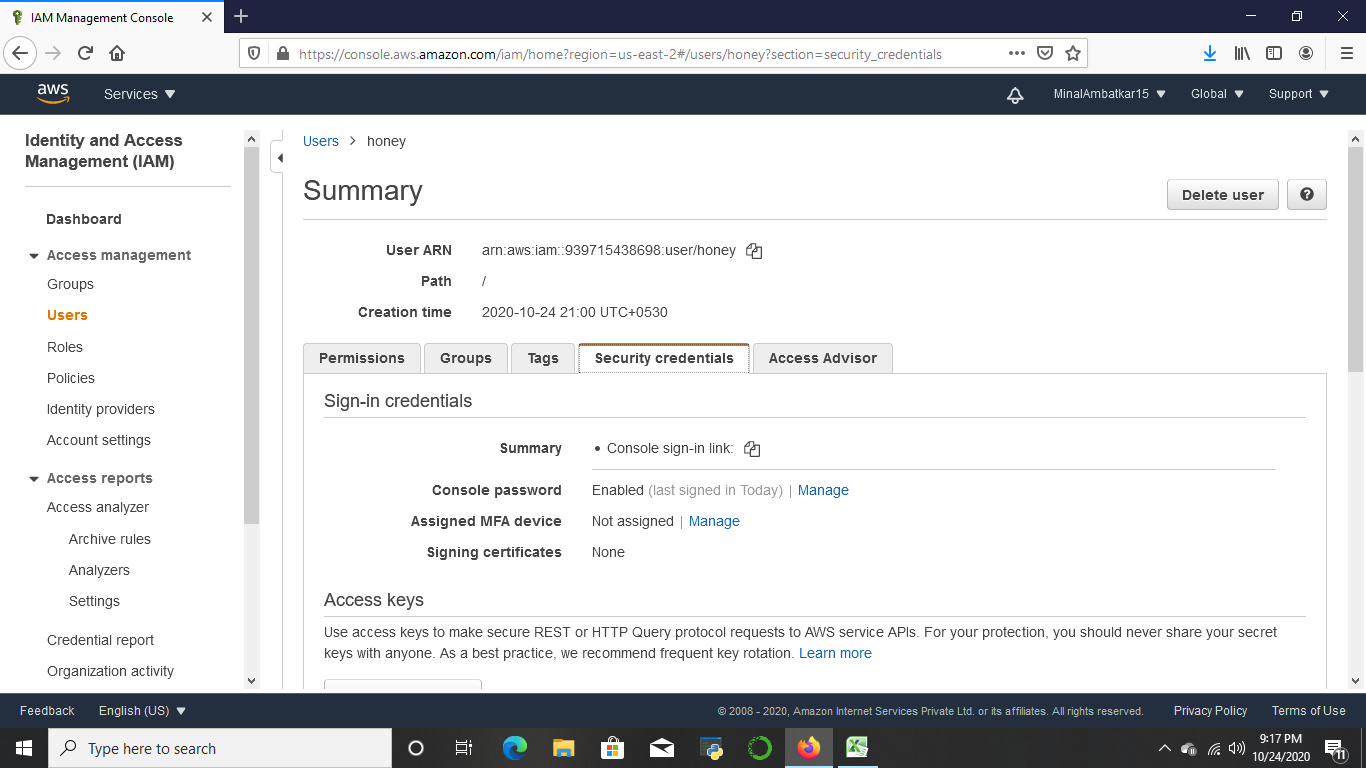 IAM Management Console
https://console.aws.amazon.com/iam/home?region=us-east-2#/users/honey?section=security_credentials
aws
Services
MinalAmbatkar15
Global
Support
Identity and Access
Management (IAM)
Dashboard
Access management
Groups
Users
Roles
Policies
Identity providers
Account settings
Access reports
Access analyzer
Archive rules
Analyzers
Settings
Credential report
Organization activity
Users > honey
Summary
Delete user
?
User ARN arn:aws:iam::939715438698:user/honey
Path /
Creation time 2020-10-24 21:00 UTC+0530
Permissions
Groups
Tags
Security credentials
Access Advisor
Sign-in credentials
Summary • Console sign-in link:
Console password Enabled (last signed in Today) | Manage
Assigned MFA device Not assigned | Manage
Signing certificates None
Access keys
Use access keys to make secure REST or HTTP Query protocol requests to AWS service APIs. For your protection, you should never share your secret
keys with anyone. As a best practice, we recommend frequent key rotation. Learn more
Feedback
English (US)
© 2008 - 2020, Amazon Internet Services Private Ltd. or its affiliates. All rights reserved.
Privacy Policy
Terms of Use
Type here to search
9:17 PM
10/24/2020
11